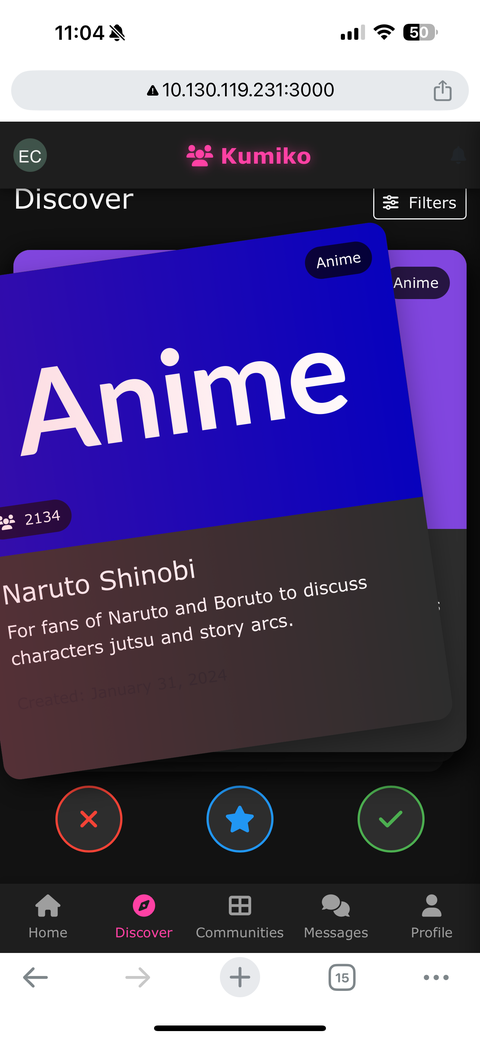 11:04
50
10.130.119.231:3000
EC
Kumiko
Discover
Filters
Anime
Anime
Anime
2134
Naruto Shinobi
For fans of Naruto and Boruto to discuss
characters jutsu and story arcs.
Created: January 31, 2024
Home
Discover
Communities
Messages
Profile
15